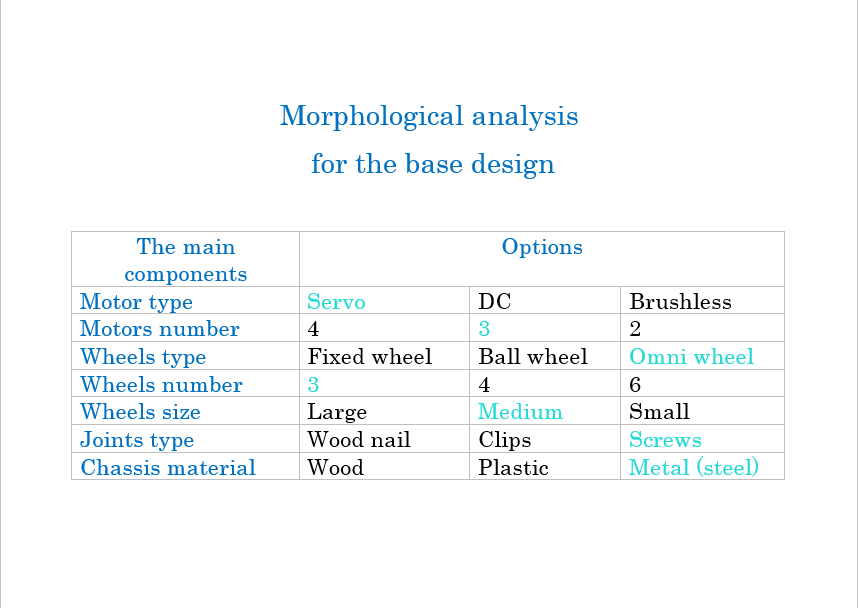 Morphological analysis
for the base design
The main
components
Options
Motor type Servo DC Brushless
Motors number 4 3 2
Wheels type Fixed wheel Ball wheel Omni wheel
Wheels number 3 4 6
Wheels size Large Medium Small
Joints type Wood nail Clips Screws
Chassis material Wood Plastic Metal (steel)